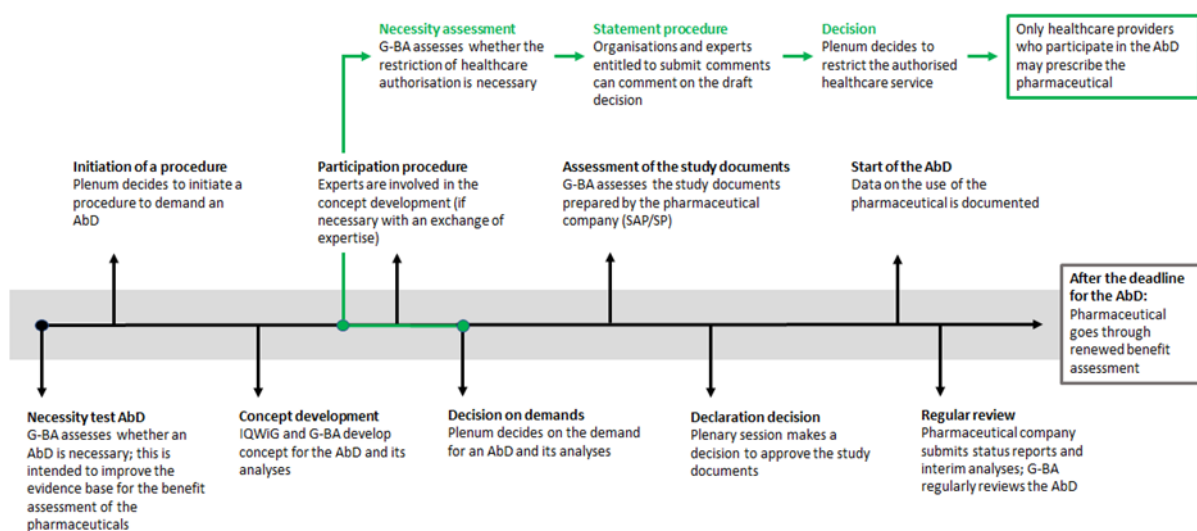 Necessity assessment
G-BA assesses whether the
restriction of healthcare
authorisation is necessary
Statement procedure
Organisations and experts
entitled to submit comments
can comment on the draft
decision
Decision
Plenum decides to
restrict the authorised
healthcare service
Only healthcare providers
who participate in the AbD
may prescribe the
pharmaceutical
Initiation of a procedure
Plenum decides to initiate a
procedure to demand an
AbD
Participation procedure
Experts are involved in the
concept development (if
necessary with an exchange of
expertise)
Assessment of the study documents
G-BA assesses the study documents
prepared by the pharmaceutical
company (SAP/SP)
Start of the AbD
Data on the use of the
pharmaceutical is documented
After the deadline
for the AbD:
Pharmaceutical
goes through
renewed benefit
assessment
Necessity test AbD
G-BA assesses whether an
AbD is necessary; this is
intended to improve the
evidence base for the benefit
assessment of the
pharmaceuticals
Concept development
IQWiG and G-BA develop
concept for the AbD and its
analyses
Decision on demands
Plenum decides on the demand
for an AbD and its analyses
Declaration decision
Plenary session makes a
decision to approve the study
documents
Regular review
Pharmaceutical company
submits status reports and
interim analyses; G-BA
regularly reviews the AbD